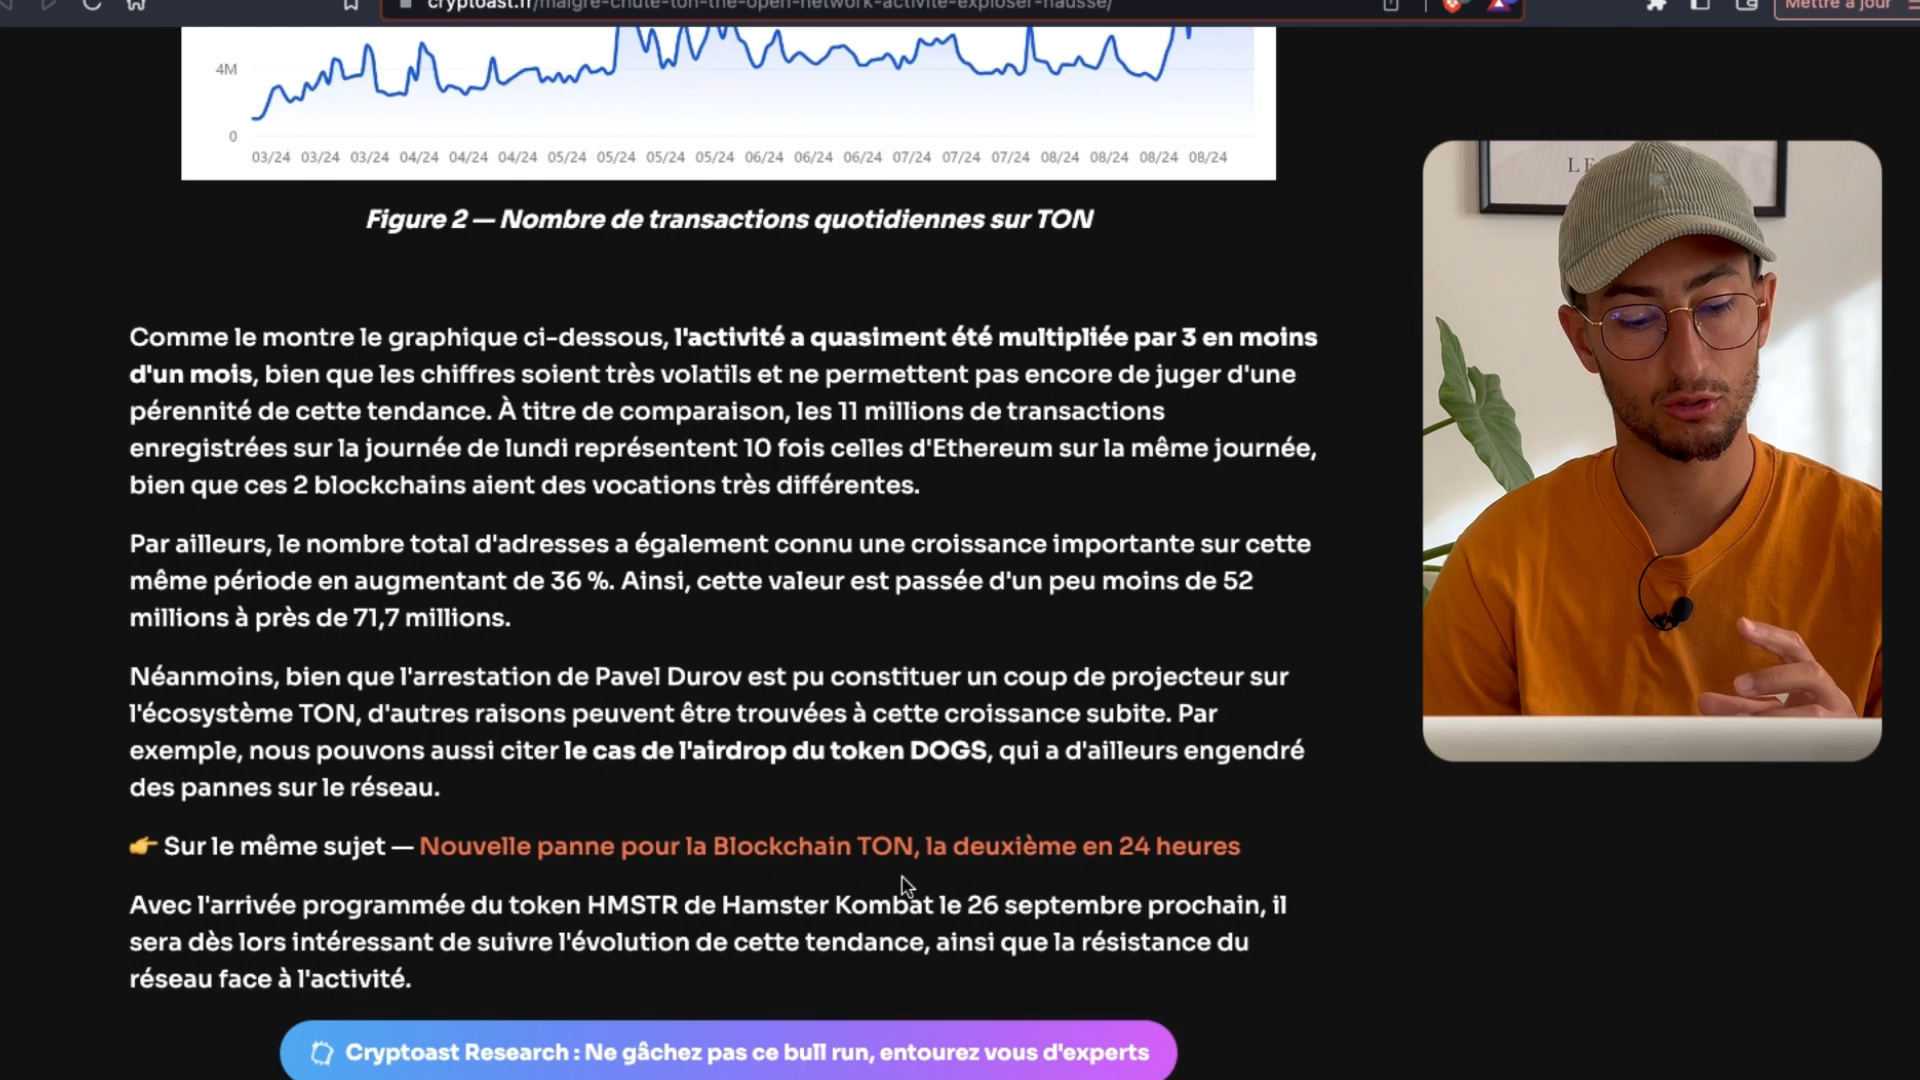 cryptoast.fr/malgre-chute-ton-the-open-network-activite-exploser-hausse/
Mettre à jour
4M
0
03/24 03/24 03/24 04/24 04/24 04/24 05/24 05/24 05/24 05/24 06/24 06/24 06/24 07/24 07/24 07/24 08/24 08/24 08/24 08/24
LE
Figure 2 — Nombre de transactions quotidiennes sur TON
Comme le montre le graphique ci-dessous, l'activité a quasiment été multipliée par 3 en moins
d'un mois, bien que les chiffres soient très volatils et ne permettent pas encore de juger d'une
pérennité de cette tendance. À titre de comparaison, les 11 millions de transactions
enregistrées sur la journée de lundi représentent 10 fois celles d'Ethereum sur la même journée,
bien que ces 2 blockchains aient des vocations très différentes.
Par ailleurs, le nombre total d'adresses a également connu une croissance importante sur cette
même période en augmentant de 36 %. Ainsi, cette valeur est passée d'un peu moins de 52
millions à près de 71,7 millions.
Néanmoins, bien que l'arrestation de Pavel Durov est pu constituer un coup de projecteur sur
l'écosystème TON, d'autres raisons peuvent être trouvées à cette croissance subite. Par
exemple, nous pouvons aussi citer le cas de l'airdrop du token DOGS, qui a d'ailleurs engendré
des pannes sur le réseau.
👉 Sur le même sujet — Nouvelle panne pour la Blockchain TON, la deuxième en 24 heures
Avec l'arrivée programmée du token HMSTR de Hamster Kombat le 26 septembre prochain, il
sera dès lors intéressant de suivre l'évolution de cette tendance, ainsi que la résistance du
réseau face à l'activité.
Cryptoast Research : Ne gâchez pas ce bull run, entourez vous d'experts